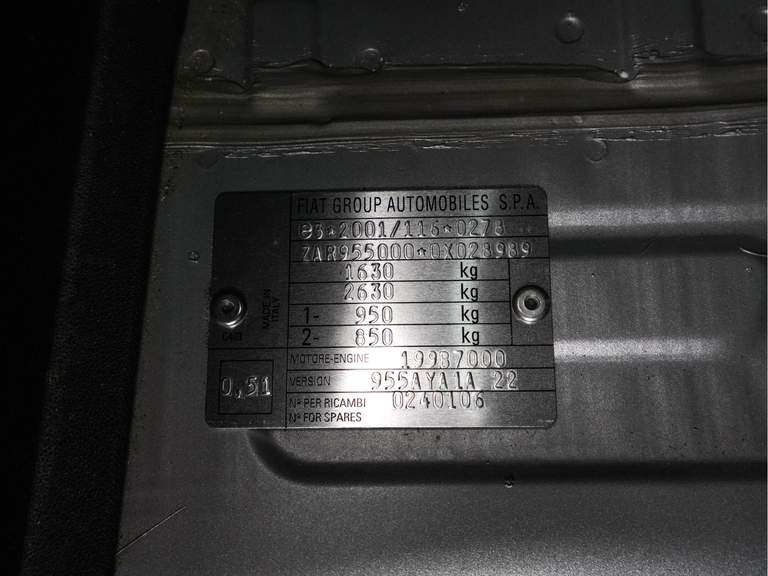 FIAT GROUP AUTOMOBILES S.P.A.
e3*2001/116*0278
ZAR955000*0X028989
1630 kg
2630 kg
1- 950 kg
2- 850 kg
MADE IN
ITALY
MOTORE-ENGINE 199B7000
0,51
VERSION 955AYA1A 22
Nº PER RICAMBI 0240106
Nº FOR SPARES